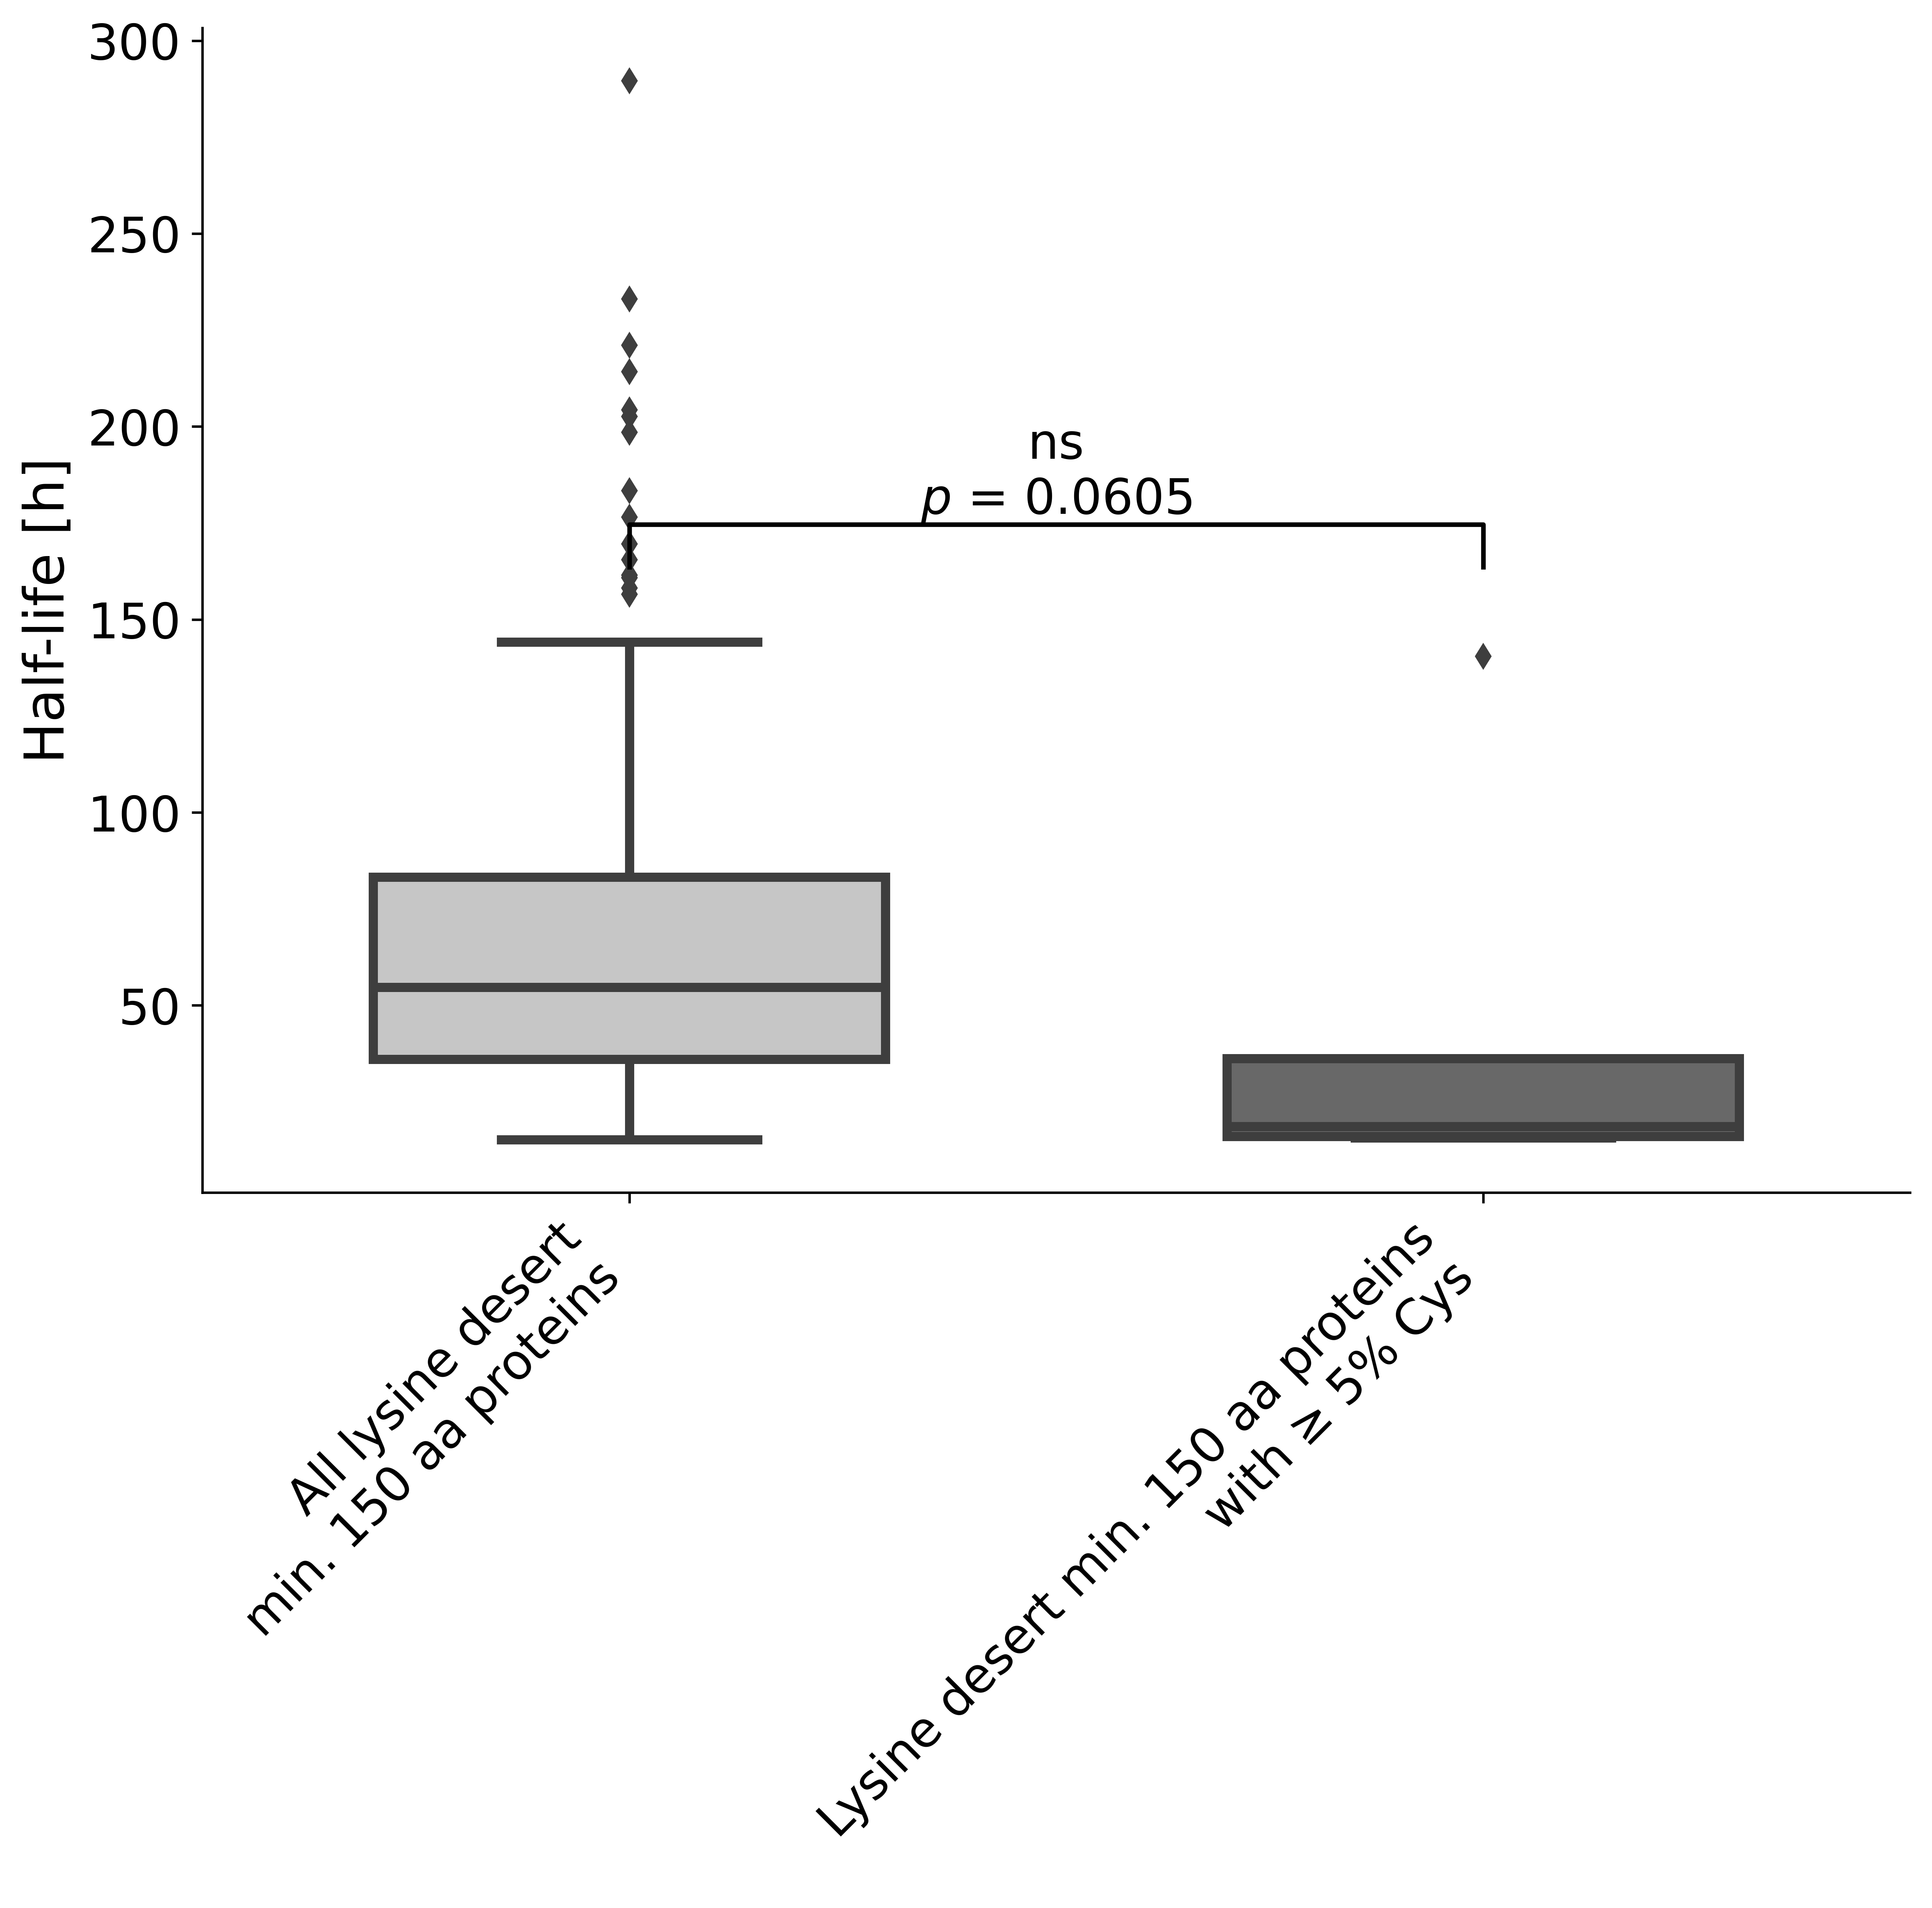 300
250
200
150
100
50
Half-life [h]
ns
p = 0.0605
All lysine desert
min. 150 aa proteins
Lysine desert min. 150 aa proteins
with ≥ 5% Cys